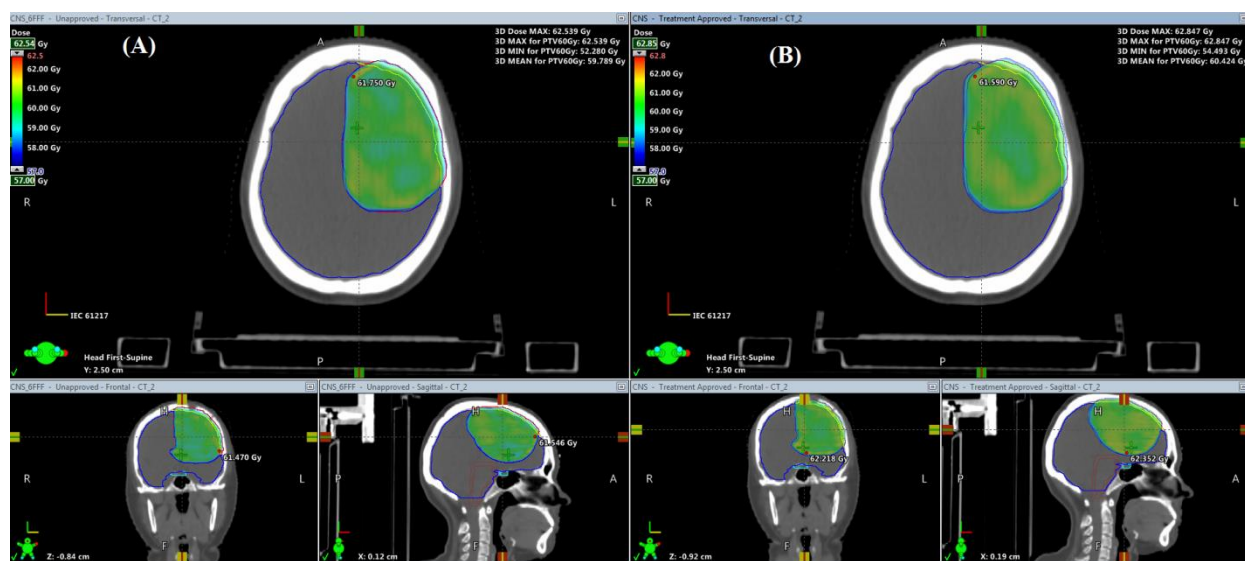 CNS_6FFF - Unapproved - Transversal - CT_2
Dose
62.54 Gy
62.5
62.00 Gy
61.00 Gy
60.00 Gy
59.00 Gy
58.00 Gy
57.0
57.00 Gy
(A)
A
3D Dose MAX: 62.539 Gy
3D MAX for PTV60Gy: 62.539 Gy
3D MIN for PTV60Gy: 52.280 Gy
3D MEAN for PTV60Gy: 59.789 Gy
61.750 Gy
R
L
IEC 61217
Head First-Supine
Y: 2.50 cm
P
CNS - Treatment Approved - Transversal - CT_2
Dose
62.85 Gy
62.8
62.00 Gy
61.00 Gy
60.00 Gy
59.00 Gy
58.00 Gy
57.0
57.00 Gy
(B)
A
3D Dose MAX: 62.847 Gy
3D MAX for PTV60Gy: 62.847 Gy
3D MIN for PTV60Gy: 54.493 Gy
3D MEAN for PTV60Gy: 60.424 Gy
61.590 Gy
R
L
IEC 61217
Head First-Supine
Y: 2.50 cm
P
CNS_6FFF - Unapproved - Frontal - CT_2
H
61.470 Gy
R
L
F
Z: -0.84 cm
CNS_6FFF - Unapproved - Sagittal - CT_2
H
61.546 Gy
P
A
F
X: 0.12 cm
CNS - Treatment Approved - Frontal - CT_2
H
62.218 Gy
R
L
F
Z: -0.92 cm
CNS - Treatment Approved - Sagittal - CT_2
H
62.352 Gy
P
A
F
X: 0.19 cm